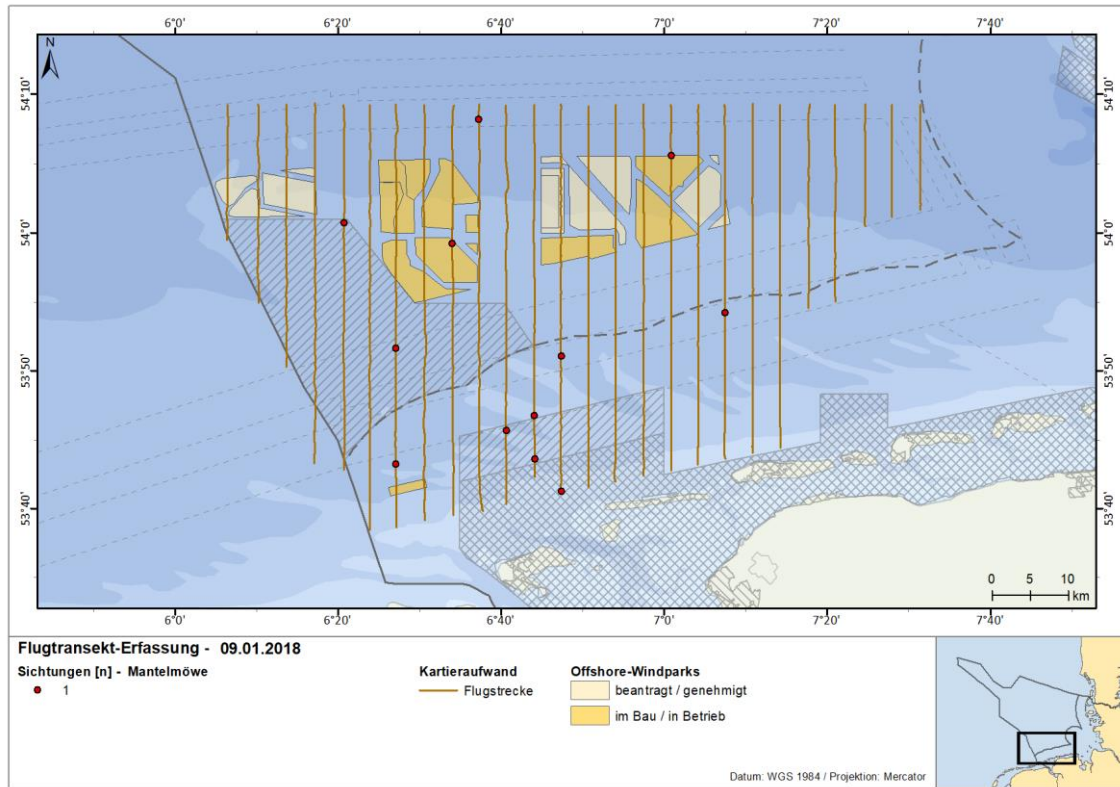 6°0' 6°20' 6°40' 7°0' 7°20' 7°40'
N
54°10' 54°10'
54°0' 54°0'
53°50' 53°50'
53°40' 53°40'
0 5 10
km
6°0' 6°20' 6°40' 7°0' 7°20' 7°40'
Flugtransekt-Erfassung - 09.01.2018
Sichtungen [n] - Mantelmöwe
1
Kartieraufwand
Flugstrecke
Offshore-Windparks
beantragt / genehmigt
im Bau / in Betrieb
Datum: WGS 1984 / Projektion: Mercator